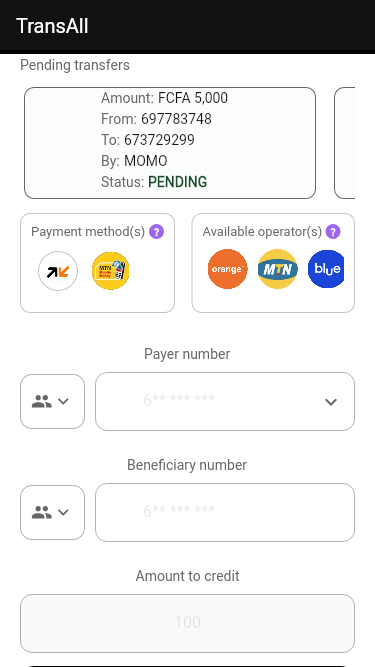 TransAll
Pending transfers
Amount: FCFA 5,000
From: 697783748
To: 673729299
By: MOMO
Status: PENDING
Payment method(s) ?
Available operator(s) ?
MTN
Mobile
Money
orange
MTN
blue
Payer number
6** *** ***
Beneficiary number
6** *** ***
Amount to credit
100